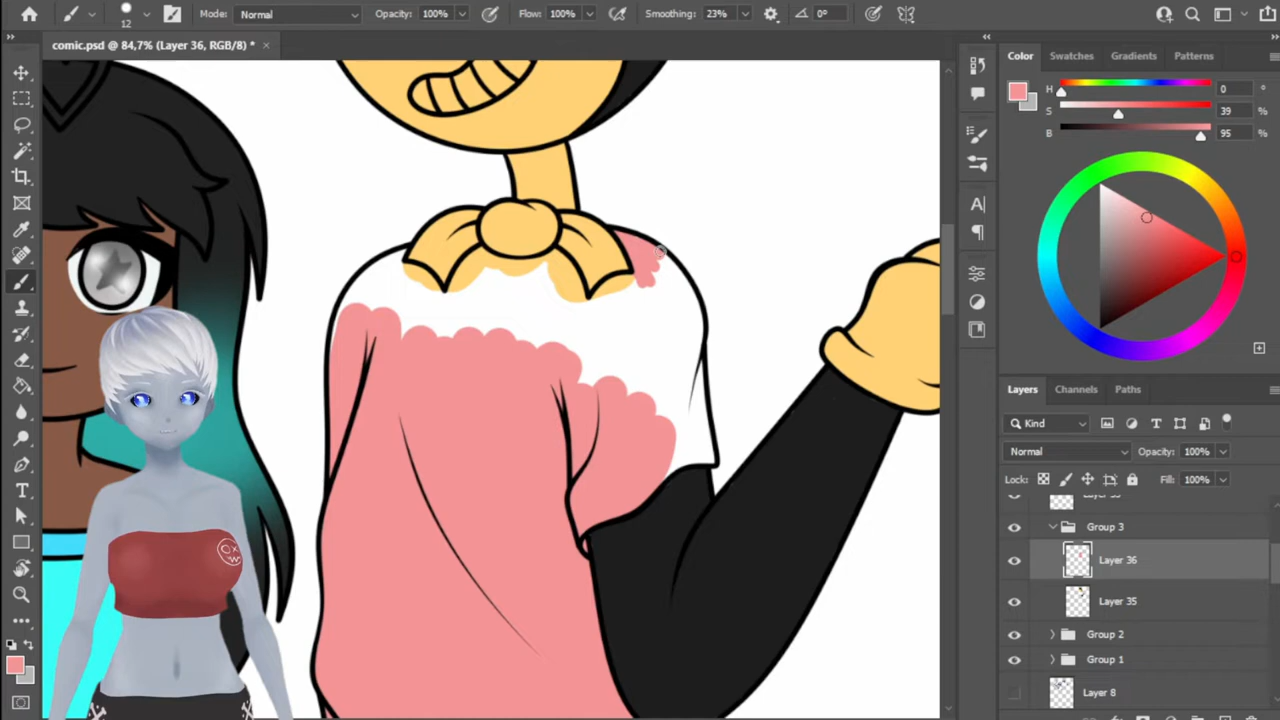 12 Mode: Normal Opacity: 100% Flow: 100% Smoothing: 23% 0°
comic.psd @ 84,7% (Layer 36, RGB/8) * ×
Color Swatches Gradients Patterns
H 0 °
S 39 %
B 95 %
Layers Channels Paths
Kind
Normal Opacity: 100%
Lock: Fill: 100%
Group 3
Layer 36
Layer 35
Group 2
Group 1
Layer 8